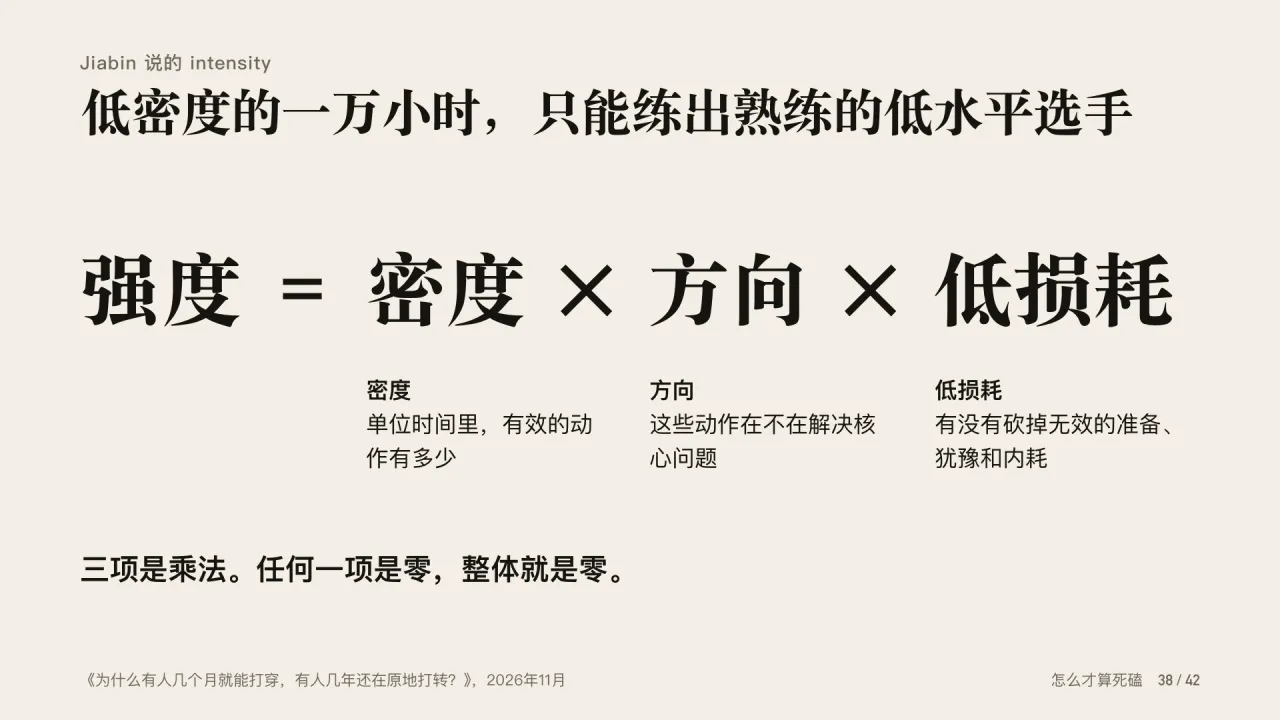 Jiabin 说的 intensity
低密度的一万小时，只能练出熟练的低水平选手
强度 = 密度 × 方向 × 低损耗
密度
单位时间里，有效的动
作有多少
方向
这些动作在不在解决核
心问题
低损耗
有没有砍掉无效的准备、
犹豫和内耗
三项是乘法。任何一项是零，整体就是零。
《为什么有人几个月就能打穿，有人几年还在原地打转？》，2026年11月
怎么才算死磕 38 / 42